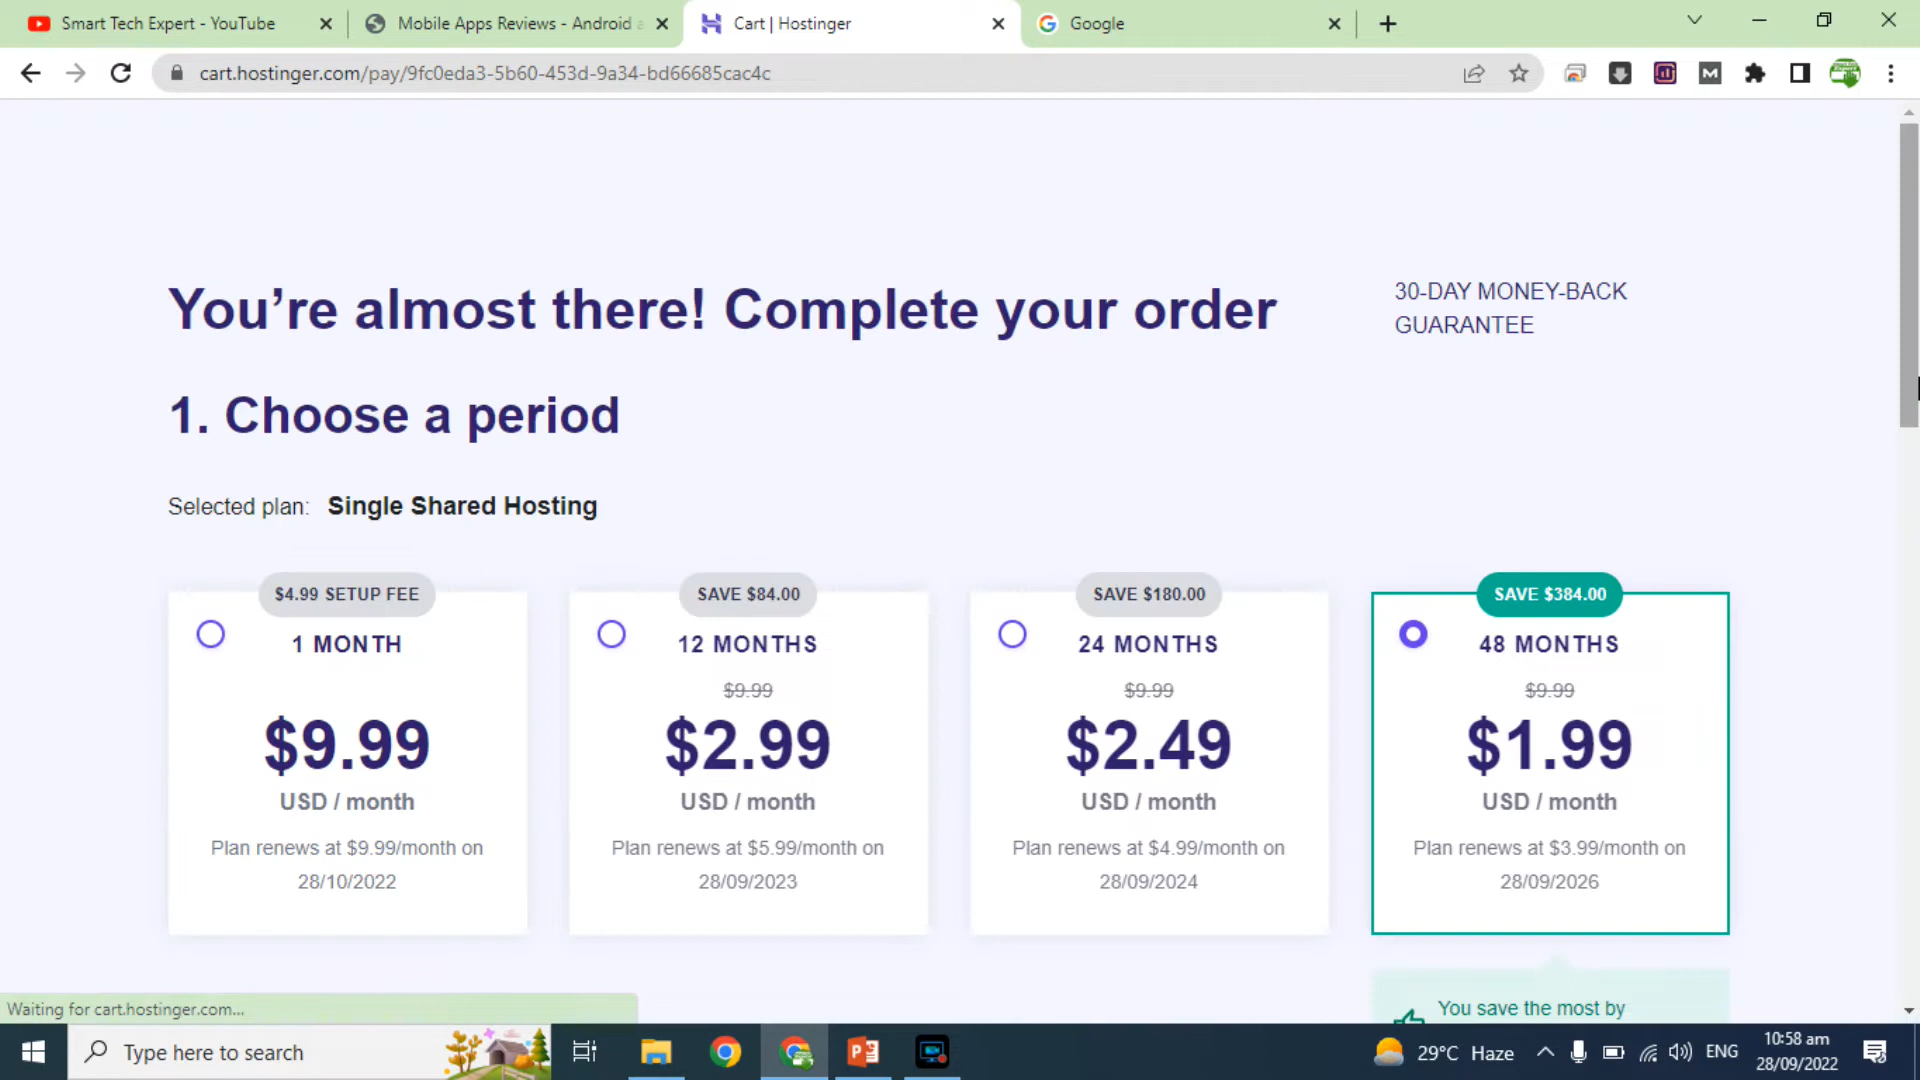 Smart Tech Expert - YouTube
Mobile Apps Reviews - Android a
Cart | Hostinger
Google
cart.hostinger.com/pay/9fc0eda3-5b60-453d-9a34-bd66685cac4c
You're almost there! Complete your order
30-DAY MONEY-BACK
GUARANTEE
1. Choose a period
Selected plan: Single Shared Hosting
$4.99 SETUP FEE
1 MONTH
$9.99
USD / month
Plan renews at $9.99/month on
28/10/2022
SAVE $84.00
12 MONTHS
$9.99
$2.99
USD / month
Plan renews at $5.99/month on
28/09/2023
SAVE $180.00
24 MONTHS
$9.99
$2.49
USD / month
Plan renews at $4.99/month on
28/09/2024
SAVE $384.00
48 MONTHS
$9.99
$1.99
USD / month
Plan renews at $3.99/month on
28/09/2026
You save the most by
Waiting for cart.hostinger.com...
Type here to search
29°C Haze
ENG
10:58 am
28/09/2022